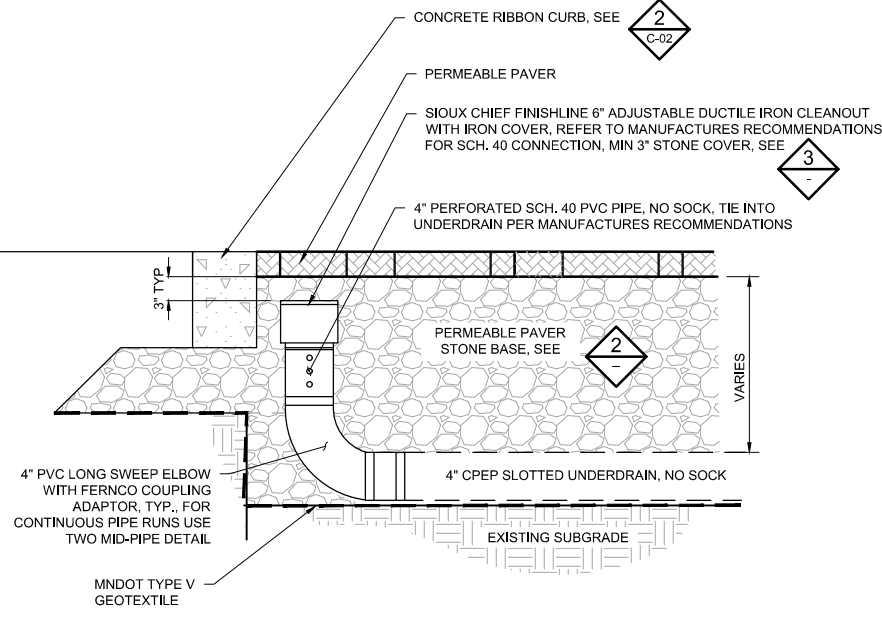 CONCRETE RIBBON CURB, SEE
2
C-02
PERMEABLE PAVER
SIOUX CHIEF FINISHLINE 6" ADJUSTABLE DUCTILE IRON CLEANOUT
WITH IRON COVER, REFER TO MANUFACTURES RECOMMENDATIONS
FOR SCH. 40 CONNECTION, MIN 3" STONE COVER, SEE
3
-
4" PERFORATED SCH. 40 PVC PIPE, NO SOCK, TIE INTO
UNDERDRAIN PER MANUFACTURES RECOMMENDATIONS
3" TYP
PERMEABLE PAVER
STONE BASE, SEE
2
-
VARIES
4" PVC LONG SWEEP ELBOW
WITH FERNCO COUPLING
ADAPTOR, TYP., FOR
CONTINUOUS PIPE RUNS USE
TWO MID-PIPE DETAIL
4" CPEP SLOTTED UNDERDRAIN, NO SOCK
EXISTING SUBGRADE
MNDOT TYPE V
GEOTEXTILE